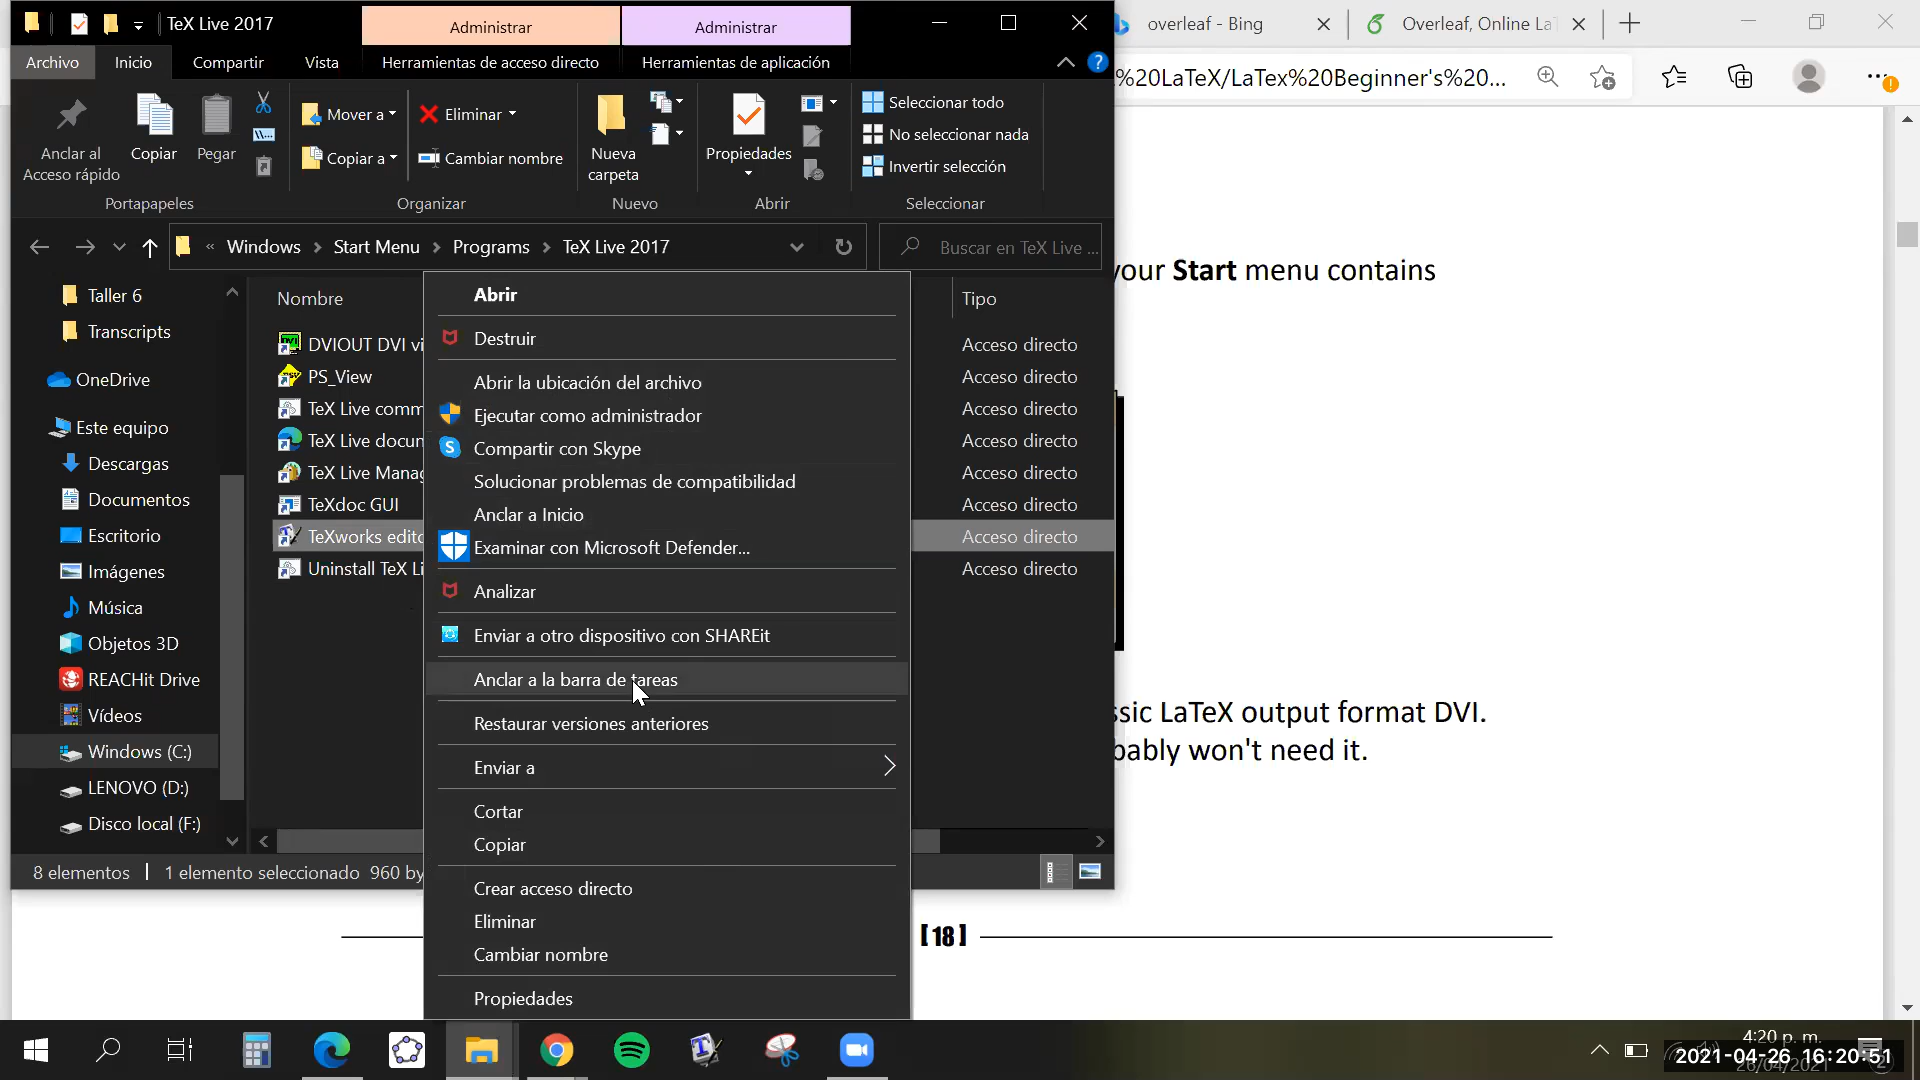 TeX Live 2017
Administrar
Administrar
overleaf - Bing
Overleaf, Online La
Archivo
Inicio
Compartir
Vista
Herramientas de acceso directo
Herramientas de aplicación
%20LaTeX/LaTex%20Beginner's%20...
Anclar al
Acceso rápido
Copiar
Pegar
Mover a
Copiar a
Eliminar
Cambiar nombre
Nueva
carpeta
Propiedades
Seleccionar todo
No seleccionar nada
Invertir selección
Portapapeles
Organizar
Nuevo
Abrir
Seleccionar
« Windows > Start Menu > Programs > TeX Live 2017
Buscar en TeX Live ...
your Start menu contains
Nombre
Tipo
Taller 6
Transcripts
OneDrive
Este equipo
Descargas
Documentos
Escritorio
Imágenes
Música
Objetos 3D
REACHit Drive
Vídeos
Windows (C:)
LENOVO (D:)
Disco local (F:)
DVIOUT DVI vi
Acceso directo
PS_View
Acceso directo
TeX Live comm
Acceso directo
TeX Live docun
Acceso directo
TeX Live Manag
Acceso directo
TeXdoc GUI
Acceso directo
TeXworks edito
Acceso directo
Uninstall TeX Li
Acceso directo
Abrir
Destruir
Abrir la ubicación del archivo
Ejecutar como administrador
Compartir con Skype
Solucionar problemas de compatibilidad
Anclar a Inicio
Examinar con Microsoft Defender...
Analizar
Enviar a otro dispositivo con SHAREit
Anclar a la barra de tareas
Restaurar versiones anteriores
Enviar a
Cortar
Copiar
Crear acceso directo
Eliminar
Cambiar nombre
Propiedades
ssic LaTeX output format DVI.
bably won't need it.
8 elementos
1 elemento seleccionado 960 by
[18]
4:20 p. m.
2021-04-26 16:20:51
26/04/2021